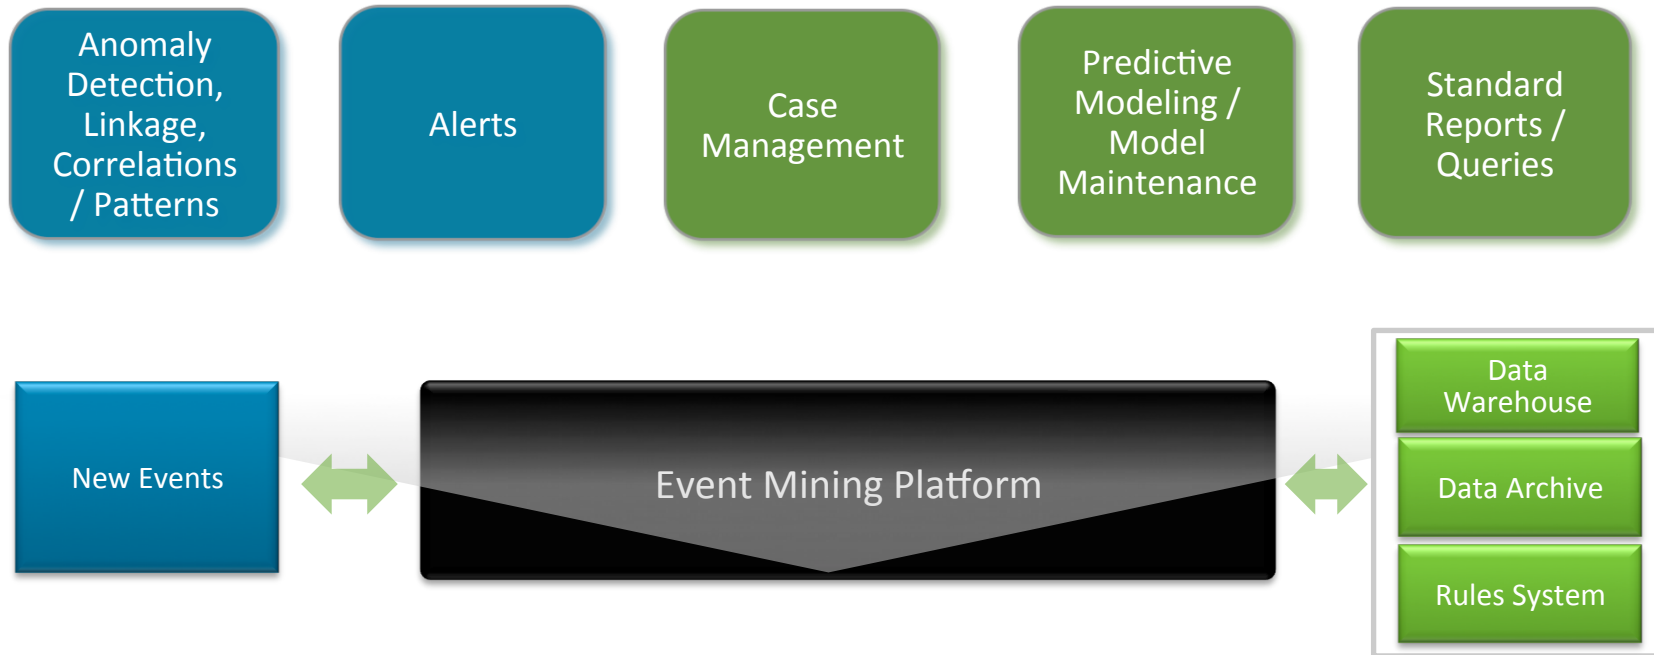 Anomaly
Detection,
Linkage,
Correlations
/ Patterns
Alerts
Case
Management
Predictive
Modeling /
Model
Maintenance
Standard
Reports /
Queries
New Events
Event Mining Platform
Data
Warehouse
Data Archive
Rules System